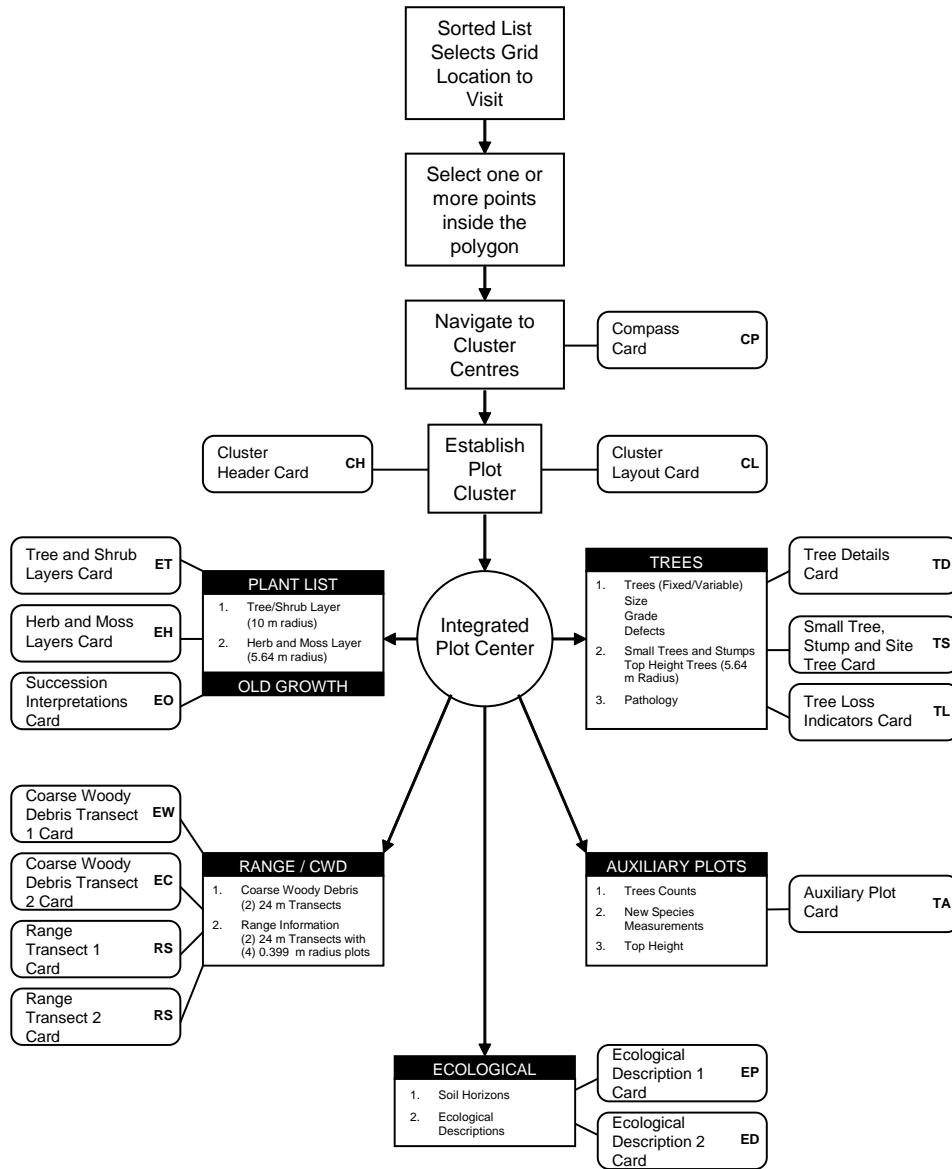 Sorted List
Selects Grid
Location to
Visit
Select one or
more points
inside the
polygon
Navigate to
Cluster
Centres
Compass
Card
CP
Cluster
Header Card
CH
Establish
Plot
Cluster
Cluster
Layout Card
CL
Tree and Shrub
Layers Card
ET
Herb and Moss
Layers Card
EH
Succession
Interpretations
Card
EO
PLANT LIST
1. Tree/Shrub Layer
(10 m radius)
2. Herb and Moss Layer
(5.64 m radius)
OLD GROWTH
Integrated
Plot Center
TREES
1. Trees (Fixed/Variable)
Size
Grade
Defects
2. Small Trees and Stumps
Top Height Trees (5.64
m Radius)
3. Pathology
Tree Details
Card
TD
Small Tree,
Stump and Site
Tree Card
TS
Tree Loss
Indicators Card
TL
Coarse Woody
Debris Transect
1 Card
EW
Coarse Woody
Debris Transect
2 Card
EC
Range
Transect 1
Card
RS
Range
Transect 2
Card
RS
RANGE / CWD
1. Coarse Woody Debris
(2) 24 m Transects
2. Range Information
(2) 24 m Transects with
(4) 0.399 m radius plots
AUXILIARY PLOTS
1. Trees Counts
2. New Species
Measurements
3. Top Height
Auxiliary Plot
Card
TA
ECOLOGICAL
1. Soil Horizons
2. Ecological
Descriptions
Ecological
Description 1
Card
EP
Ecological
Description 2
Card
ED